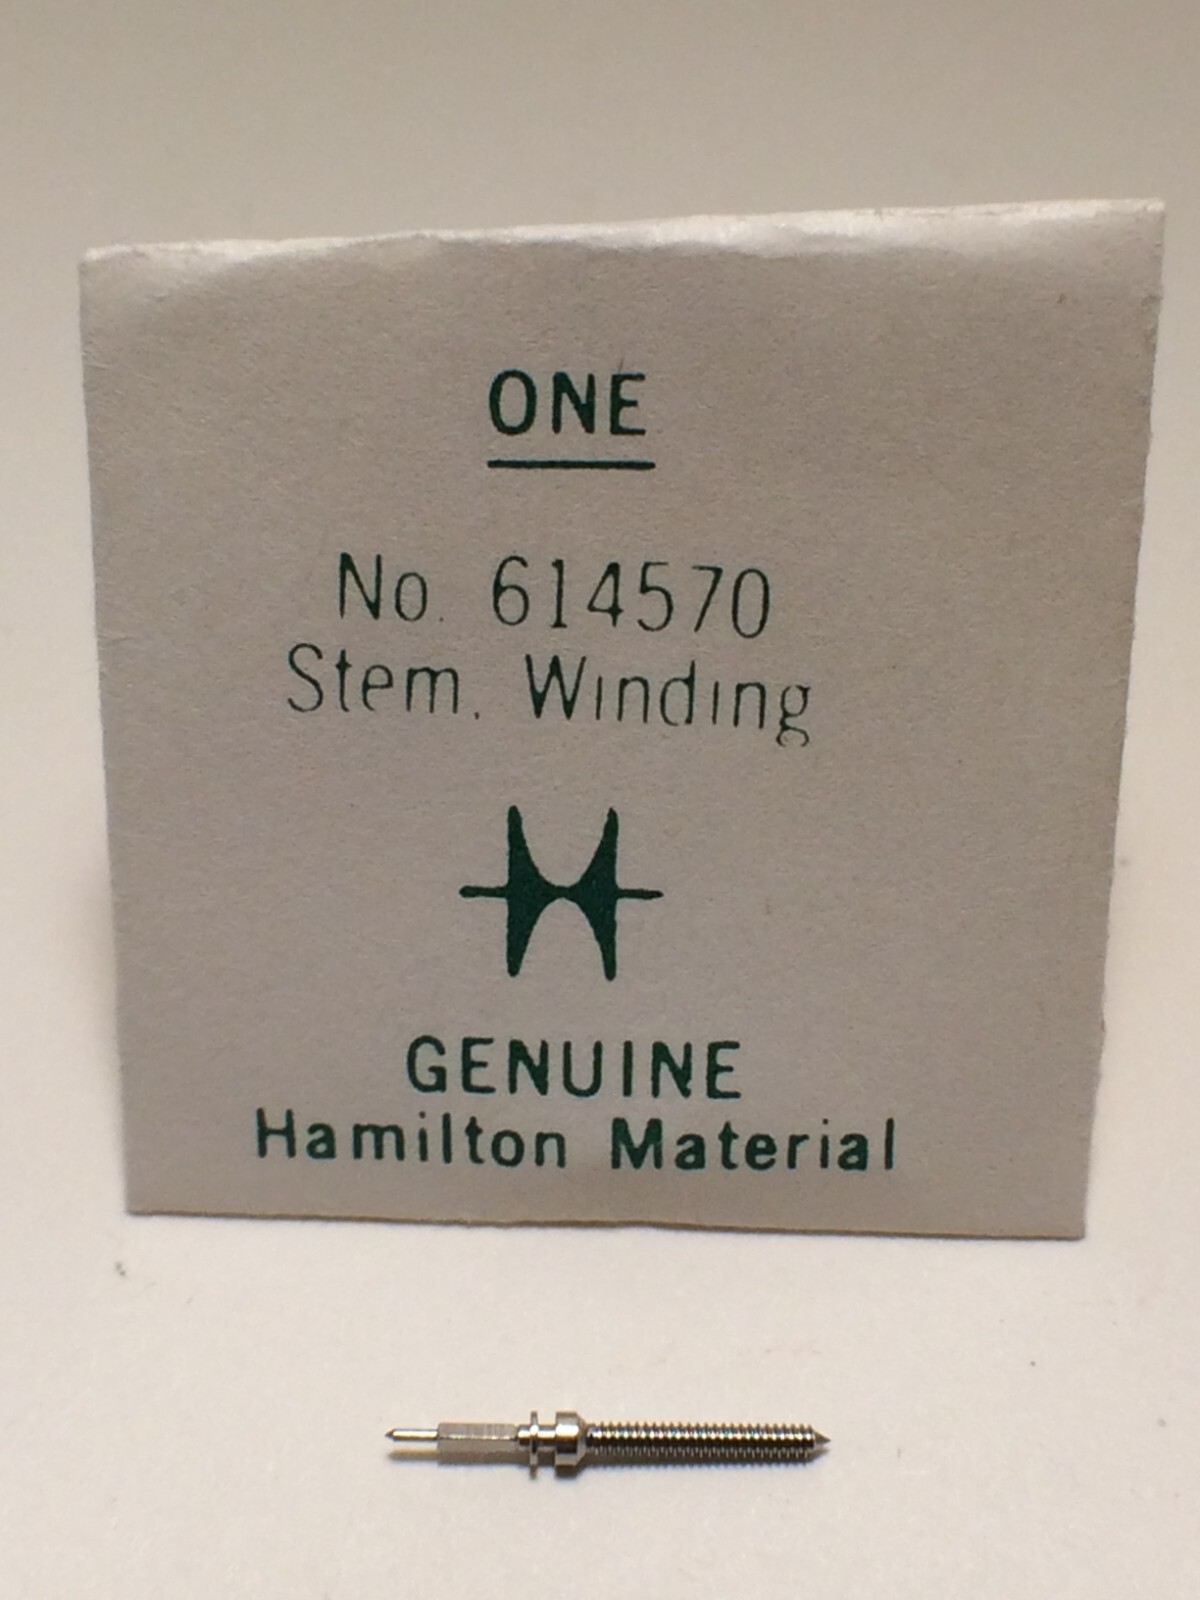 ONE
No. 614570
Stem, Winding
GENUINE
Hamilton Material